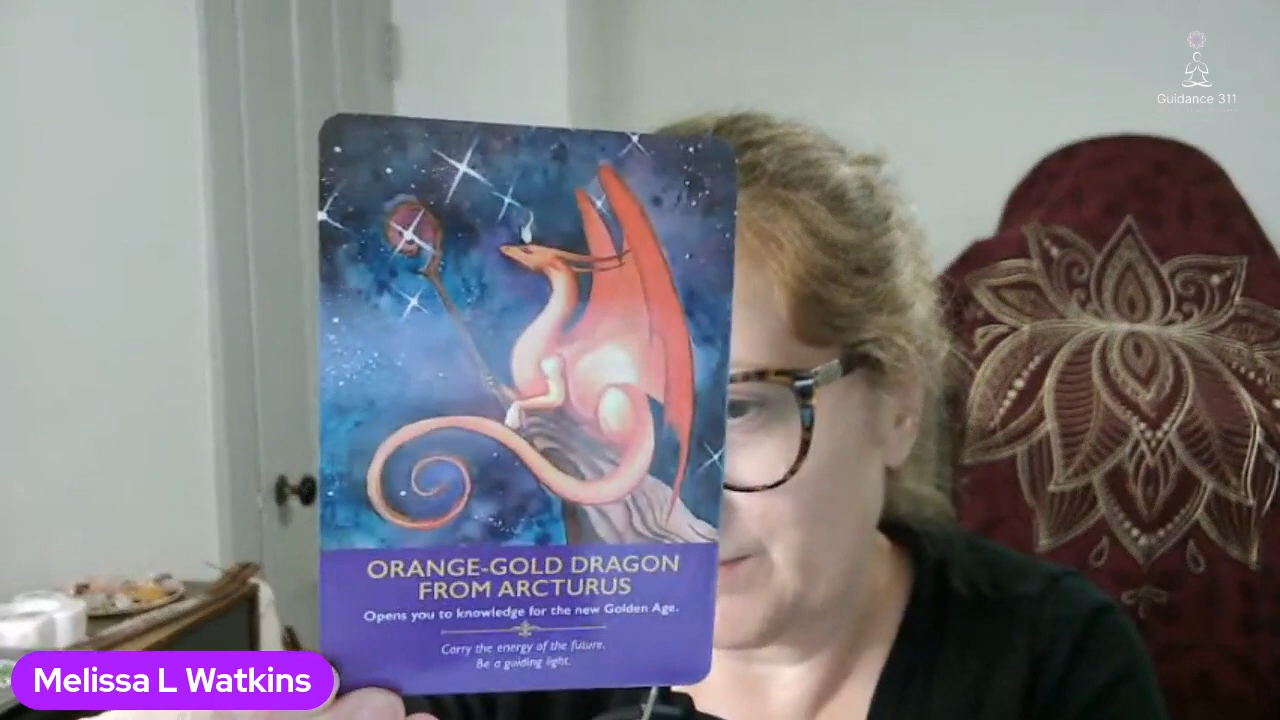 Guidance 311
ORANGE-GOLD DRAGON
FROM ARCTURUS
Opens you to knowledge for the new Golden Age.
Carry the energy of the future.
Be a guiding light.
Melissa L Watkins